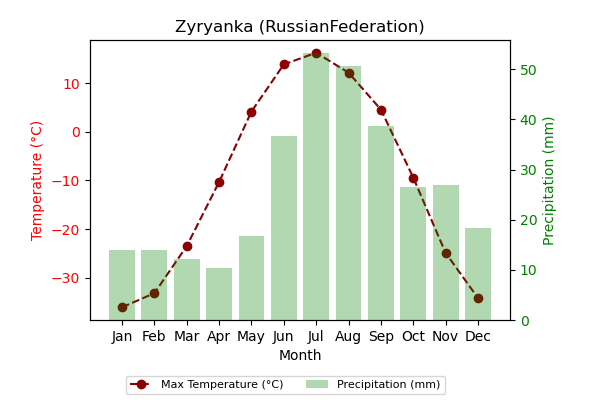 Zyryanka (RussianFederation)
Temperature (°C)
10
0
−10
−20
−30
Precipitation (mm)
50
40
30
20
10
0
Jan Feb Mar Apr May Jun Jul Aug Sep Oct Nov Dec
Month
Max Temperature (°C) Precipitation (mm)